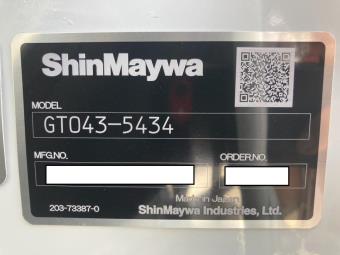 ShinMaywa
MODEL
GT043-5434
MFG.NO. ORDER NO.
Made in Japan
203-73387-0 ShinMaywa Industries, Ltd.